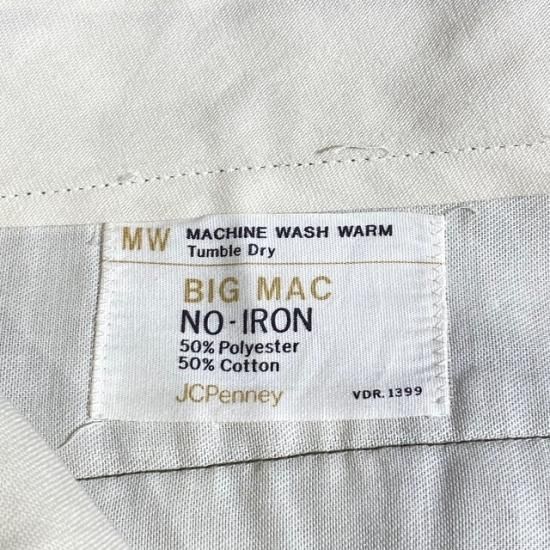 MW MACHINE WASH WARM
Tumble Dry
BIG MAC
NO-IRON
50% Polyester
50% Cotton
JCPenney VDR. 1399